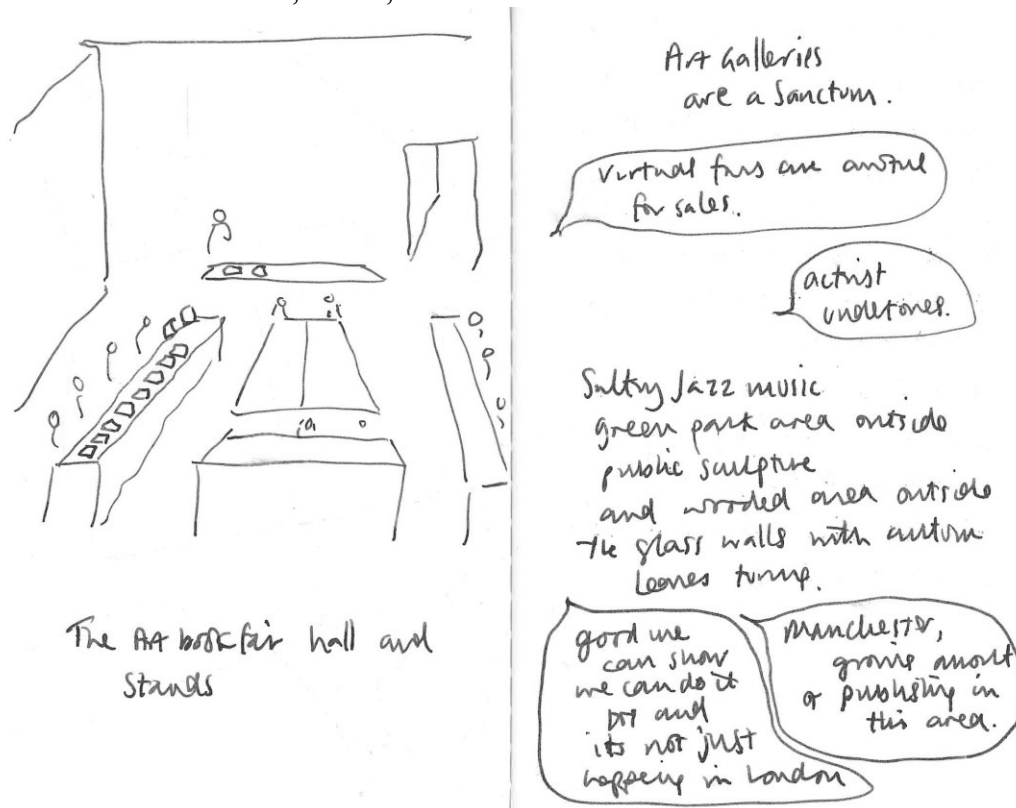 The Art book fair hall and
stands
Art Galleries
are a Sanctum.
Virtual fairs are awful
for sales.
activist
undetones.
Sultry Jazz music
green park area outside
public sculpture
and wooded area outside
the glass walls with autumn
leaves turning.
good we
can show
we can do it
and
its not just
happening in London
Manchester,
amount
of publishing in
this area.